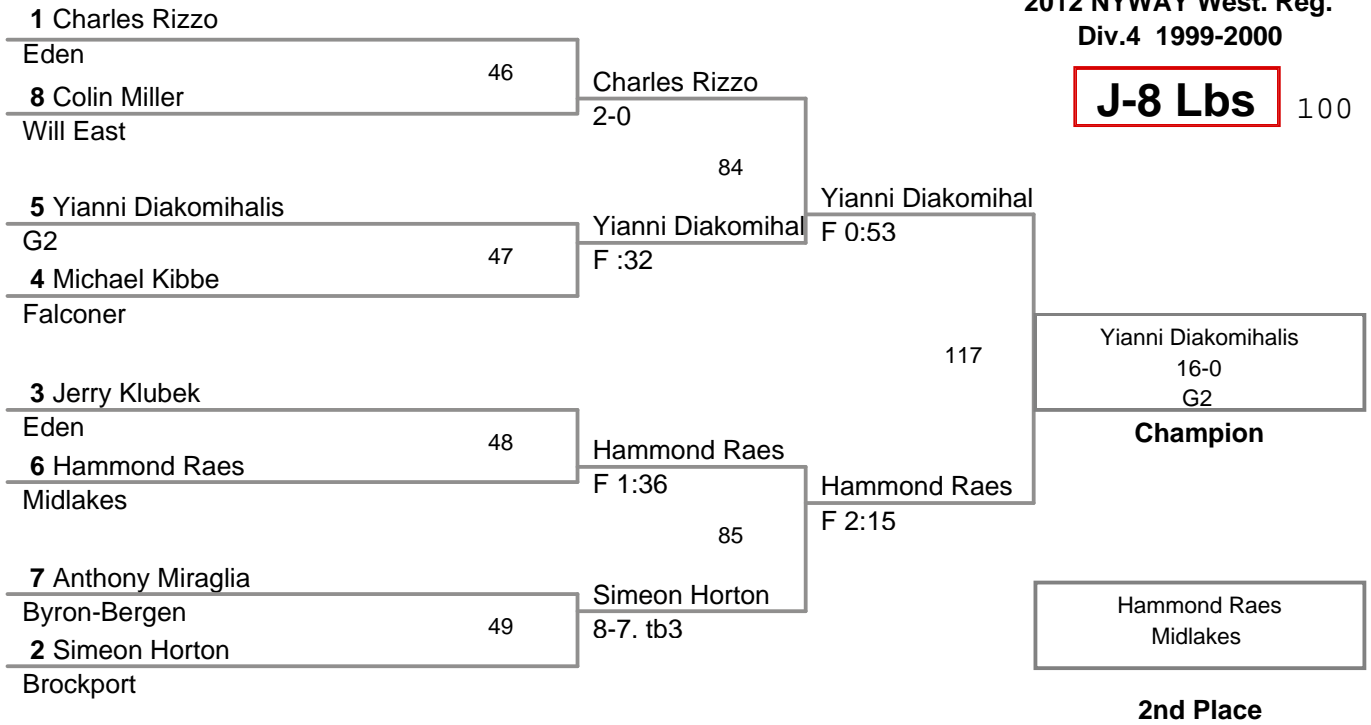 2012 NYWAY West. Reg.
Div.4 1999-2000
J-8 Lbs 100
1 Charles Rizzo
Eden
46
8 Colin Miller
Will East
Charles Rizzo
2-0
84
5 Yianni Diakomihalis
G2
47
4 Michael Kibbe
Falconer
Yianni Diakomihal
F :32
Yianni Diakomihal
F 0:53
117
3 Jerry Klubek
Eden
48
6 Hammond Raes
Midlakes
Hammond Raes
F 1:36
85
7 Anthony Miraglia
Byron-Bergen
49
2 Simeon Horton
Brockport
Simeon Horton
8-7. tb3
Hammond Raes
F 2:15
Yianni Diakomihalis
16-0
G2
Champion
Hammond Raes
Midlakes
2nd Place